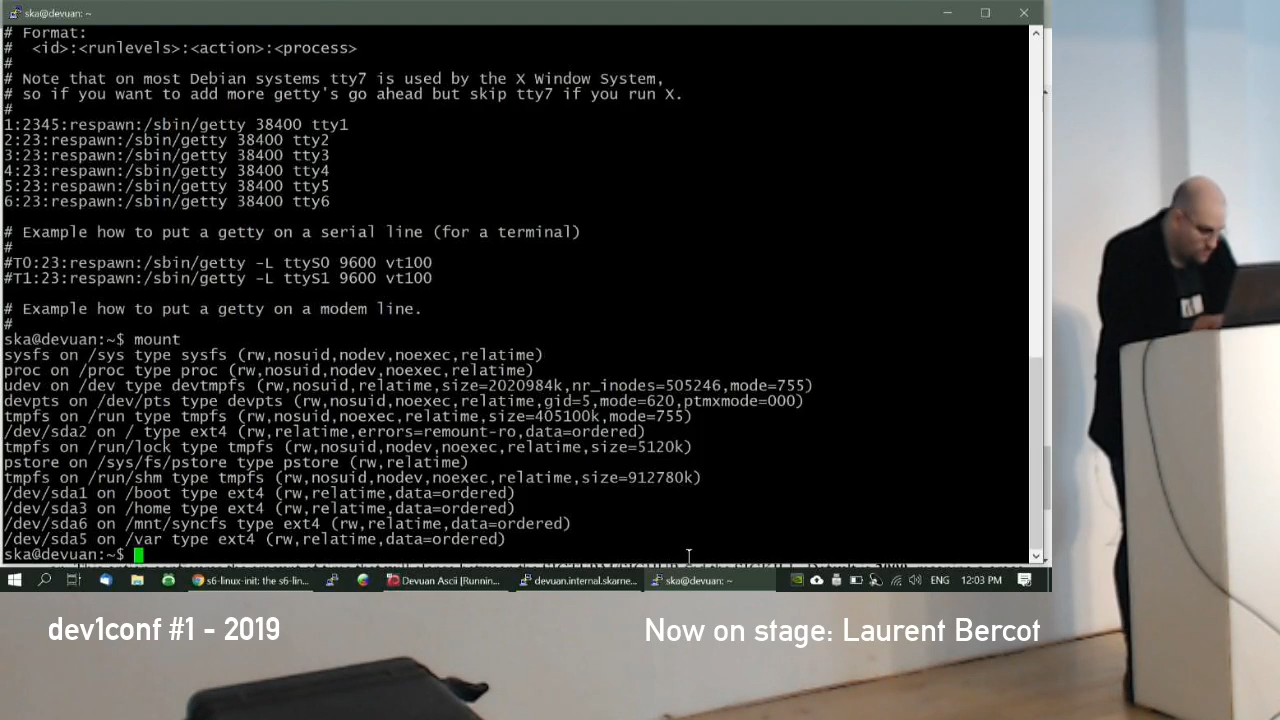 ska@devuan: ~
# Format:
#  <id>:<runlevels>:<action>:<process>
#
# Note that on most Debian systems tty7 is used by the X Window System,
# so if you want to add more getty's go ahead but skip tty7 if you run X.
#
1:2345:respawn:/sbin/getty 38400 tty1
2:23:respawn:/sbin/getty 38400 tty2
3:23:respawn:/sbin/getty 38400 tty3
4:23:respawn:/sbin/getty 38400 tty4
5:23:respawn:/sbin/getty 38400 tty5
6:23:respawn:/sbin/getty 38400 tty6
# Example how to put a getty on a serial line (for a terminal)
#
#T0:23:respawn:/sbin/getty -L ttyS0 9600 vt100
#T1:23:respawn:/sbin/getty -L ttyS1 9600 vt100
# Example how to put a getty on a modem line.
#
ska@devuan:~$ mount
sysfs on /sys type sysfs (rw,nosuid,nodev,noexec,relatime)
proc on /proc type proc (rw,nosuid,nodev,noexec,relatime)
udev on /dev type devtmpfs (rw,nosuid,relatime,size=2020984k,nr_inodes=505246,mode=755)
devpts on /dev/pts type devpts (rw,nosuid,noexec,relatime,gid=5,mode=620,ptmxmode=000)
tmpfs on /run type tmpfs (rw,nosuid,noexec,relatime,size=405100k,mode=755)
/dev/sda2 on / type ext4 (rw,relatime,errors=remount-ro,data=ordered)
tmpfs on /run/lock type tmpfs (rw,nosuid,nodev,noexec,relatime,size=5120k)
pstore on /sys/fs/pstore type pstore (rw,relatime)
tmpfs on /run/shm type tmpfs (rw,nosuid,nodev,noexec,relatime,size=912780k)
/dev/sda1 on /boot type ext4 (rw,relatime,data=ordered)
/dev/sda3 on /home type ext4 (rw,relatime,data=ordered)
/dev/sda6 on /mnt/syncfs type ext4 (rw,relatime,data=ordered)
/dev/sda5 on /var type ext4 (rw,relatime,data=ordered)
ska@devuan:~$
s6-linux-init: the s6-lin... Devuan Ascii [Runnin... devuan.internal.skarne... ska@devuan: ~ ENG 12:03 PM
dev1conf #1 - 2019
Now on stage: Laurent Bercot